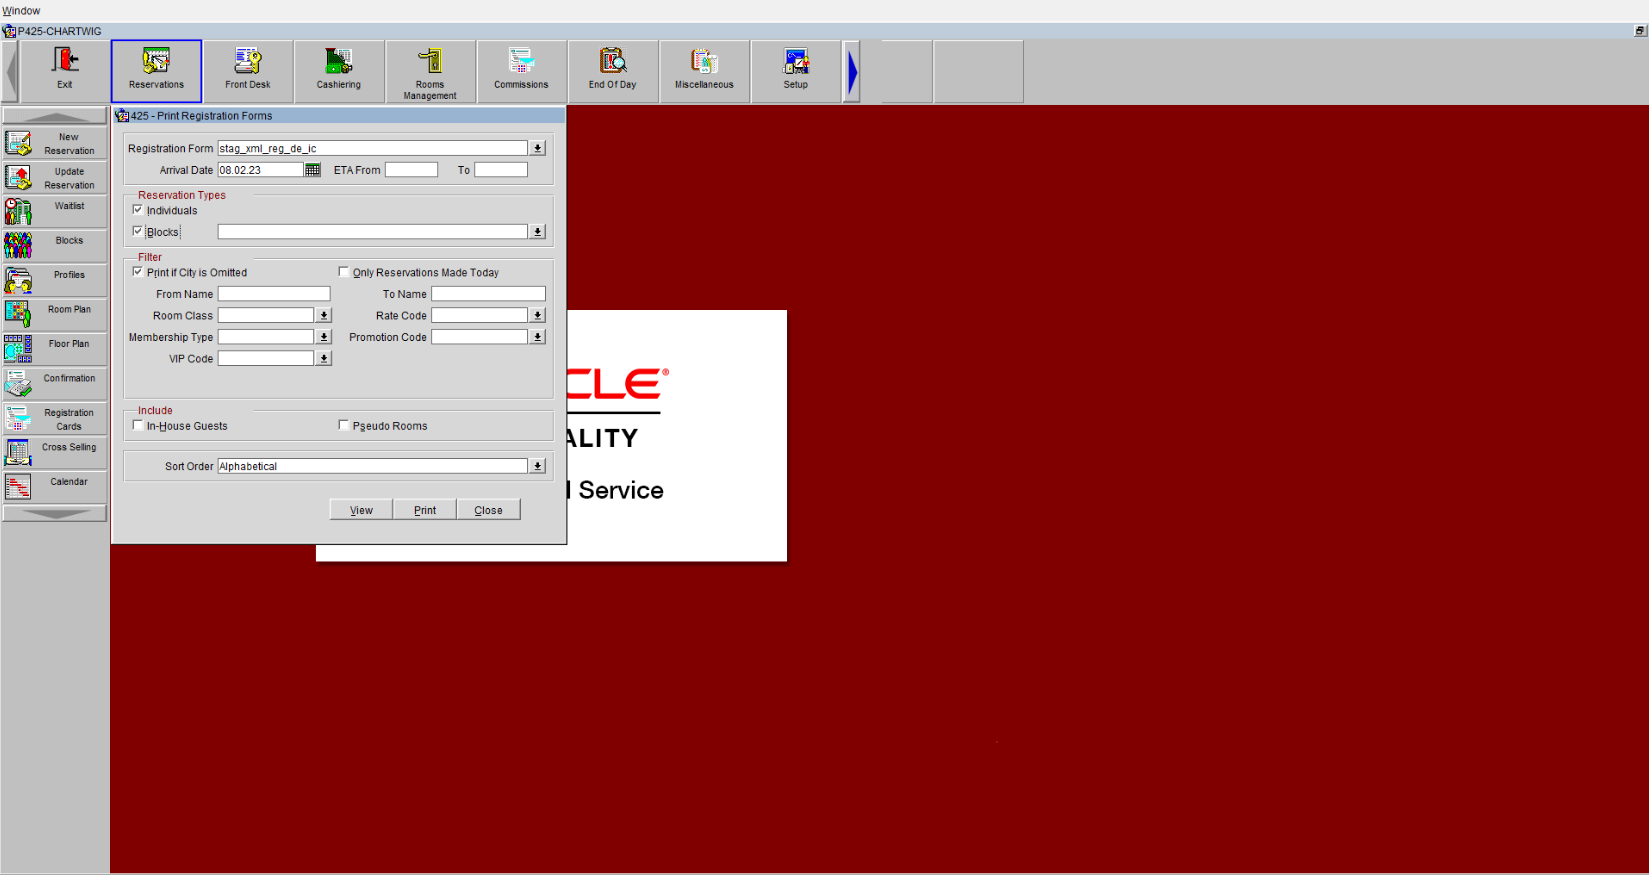 Window
P425-CHARTWIG
Exit
Reservations
Front Desk
Cashiering
Rooms
Management
Commissions
End Of Day
Miscellaneous
Setup
New
Reservation
Update
Reservation
Waitlist
Blocks
Profiles
Room Plan
Floor Plan
Confirmation
Registration
Cards
Cross Selling
Calendar
425 - Print Registration Forms
Registration Form stag_xml_reg_de_ic
Arrival Date 08.02.23 ETA From To
Reservation Types
Individuals
Blocks
Filter
Print if City is Omitted Only Reservations Made Today
From Name To Name
Room Class Rate Code
Membership Type Promotion Code
VIP Code
Include
In-House Guests Pseudo Rooms
Sort Order Alphabetical
View Print Close
CLE®
ALITY
l Service